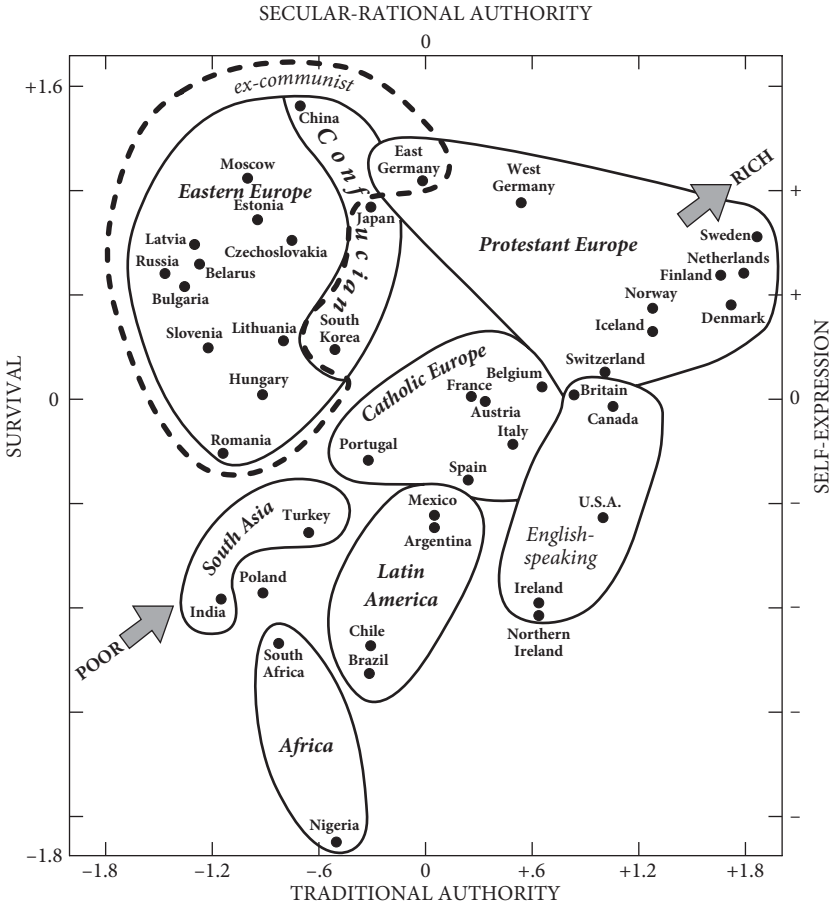 SECULAR-RATIONAL AUTHORITY
0
+1.6
ex-communist
China
Confucian
East
Germany
West
Germany
RICH
Moscow
Eastern Europe
Estonia
Japan
+
Latvia
Czechoslovakia
Russia
Belarus
Bulgaria
Protestant Europe
Sweden
Netherlands
Finland
Norway
Denmark
Iceland
+
Slovenia
Lithuania
South
Korea
Hungary
Romania
Catholic Europe
Belgium
France
Austria
Italy
Portugal
Spain
Switzerland
Britain
Canada
SURVIVAL
0
0
SELF-EXPRESSION
South Asia
Turkey
India
Poland
Mexico
Argentina
Latin
America
Chile
Brazil
U.S.A.
English-
speaking
Ireland
Northern
Ireland
–
–
POOR
South
Africa
Africa
Nigeria
–
–
–1.8
–1.8
–1.2
–.6
0
+.6
+1.2
+1.8
TRADITIONAL AUTHORITY